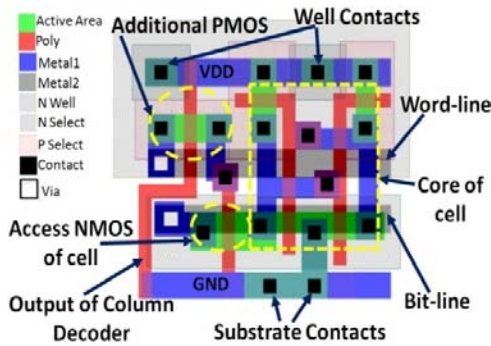 Active Area
Poly
Metal1
Metal2
N Well
N Select
P Select
Contact
Via
Additional PMOS
Well Contacts
VDD
Word-line
Core of
cell
Access NMOS
of cell
GND
Output of Column
Decoder
Substrate Contacts
Bit-line